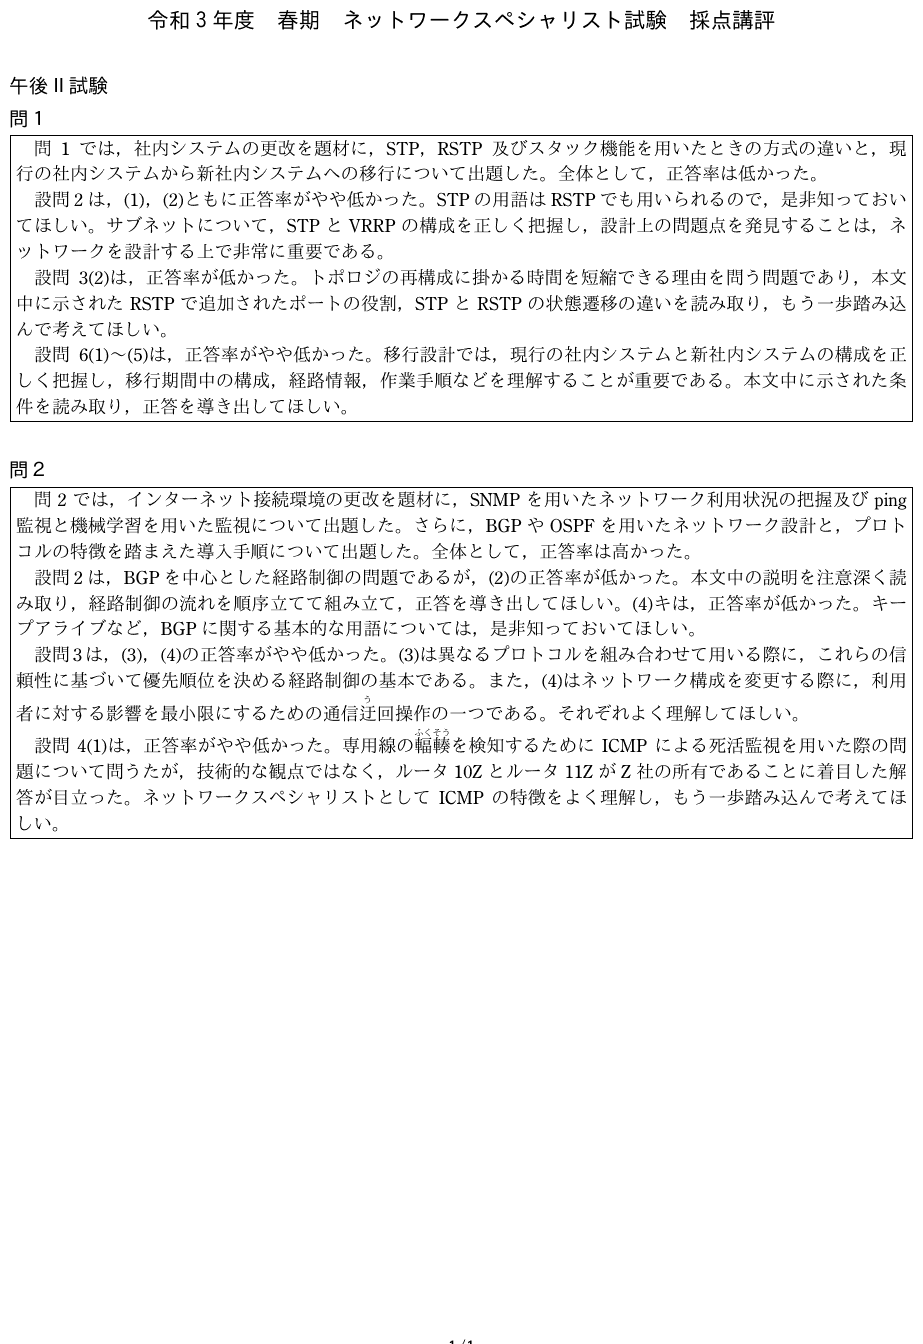 令和３年度　春期　ネットワークスペシャリスト試験　採点講評
午後Ⅱ試験
問１
問 1 では，社内システムの更改を題材に，STP，RSTP 及びスタック機能を用いたときの方式の違いと，現
行の社内システムから新社内システムへの移行について出題した。全体として，正答率は低かった。
設問 2 は，(1)，(2)ともに正答率がやや低かった。STP の用語は RSTP でも用いられるので，是非知っておい
てほしい。サブネットについて，STP と VRRP の構成を正しく把握し，設計上の問題点を発見することは，ネ
ットワークを設計する上で非常に重要である。
設問 3(2)は，正答率が低かった。トポロジの再構成に掛かる時間を短縮できる理由を問う問題であり，本文
中に示された RSTP で追加されたポートの役割，STP と RSTP の状態遷移の違いを読み取り，もう一歩踏み込
んで考えてほしい。
設問 6(1)～(5)は，正答率がやや低かった。移行設計では，現行の社内システムと新社内システムの構成を正
しく把握し，移行期間中の構成，経路情報，作業手順などを理解することが重要である。本文中に示された条
件を読み取り，正答を導き出してほしい。
問２
問 2 では，インターネット接続環境の更改を題材に，SNMP を用いたネットワーク利用状況の把握及び ping
監視と機械学習を用いた監視について出題した。さらに，BGP や OSPF を用いたネットワーク設計と，プロト
コルの特徴を踏まえた導入手順について出題した。全体として，正答率は高かった。
設問 2 は，BGP を中心とした経路制御の問題であるが，(2)の正答率が低かった。本文中の説明を注意深く読
み取り，経路制御の流れを順序立てて組み立て，正答を導き出してほしい。(4)キは，正答率が低かった。キー
プアライブなど，BGP に関する基本的な用語については，是非知っておいてほしい。
設問 3 は，(3)，(4)の正答率がやや低かった。(3)は異なるプロトコルを組み合わせて用いる際に，これらの信
頼性に基づいて優先順位を決める経路制御の基本である。また，(4)はネットワーク構成を変更する際に，利用
う
者に対する影響を最小限にするための通信迂回操作の一つである。それぞれよく理解してほしい。
ふくそう
設問 4(1)は，正答率がやや低かった。専用線の輻輳を検知するために ICMP による死活監視を用いた際の問
題について問うたが，技術的な観点ではなく，ルータ 10Z とルータ 11Z が Z 社の所有であることに着目した解
答が目立った。ネットワークスペシャリストとして ICMP の特徴をよく理解し，もう一歩踏み込んで考えてほ
しい。
1/1